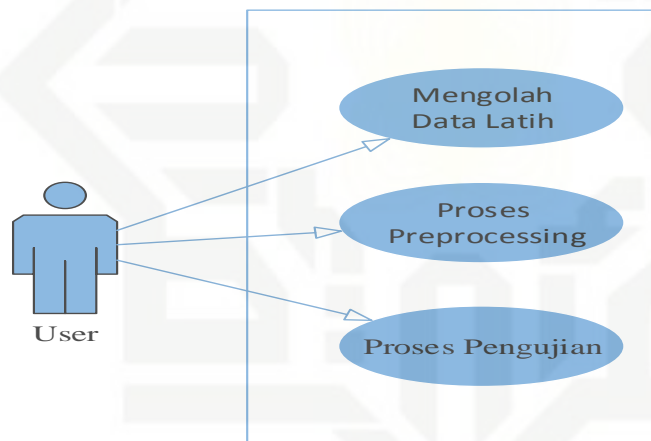 Mengolah
Data Latih
Proses
Preprocessing
User
Proses Pengujian